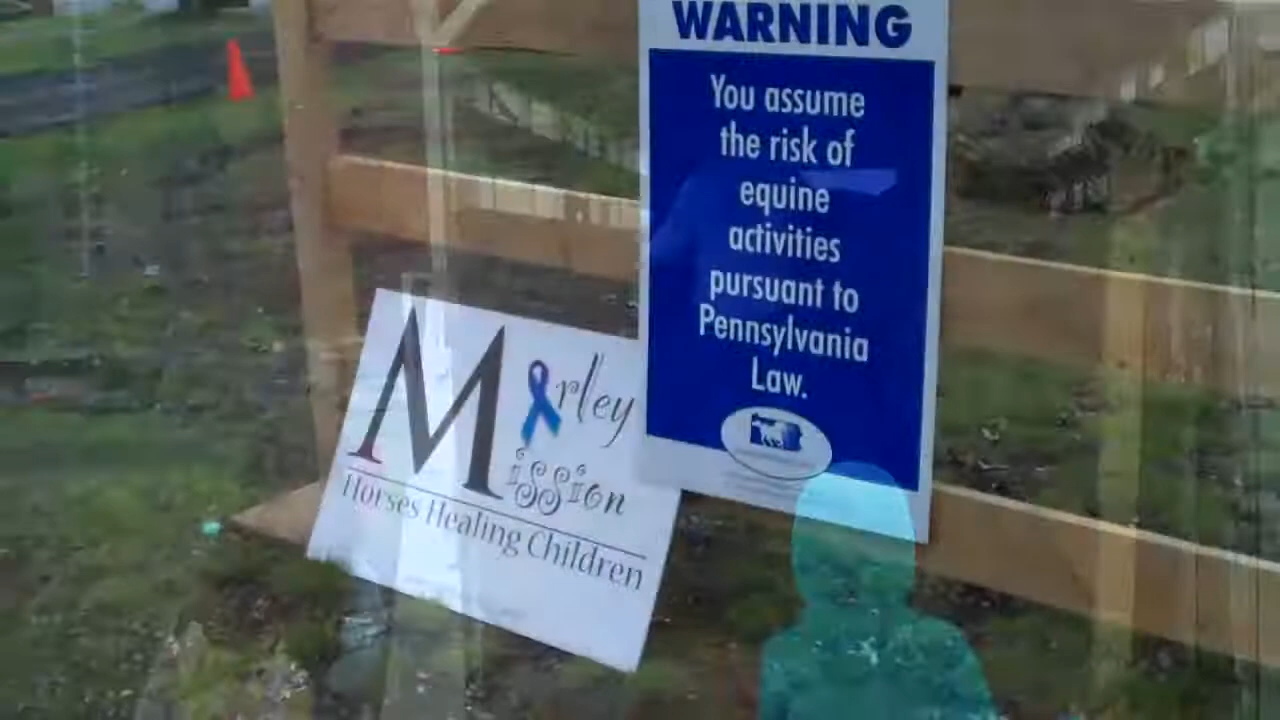 WARNING
You assume
the risk of
equine
activities
pursuant to
Pennsylvania
Law.
Marley
Mission
Horses Healing Children